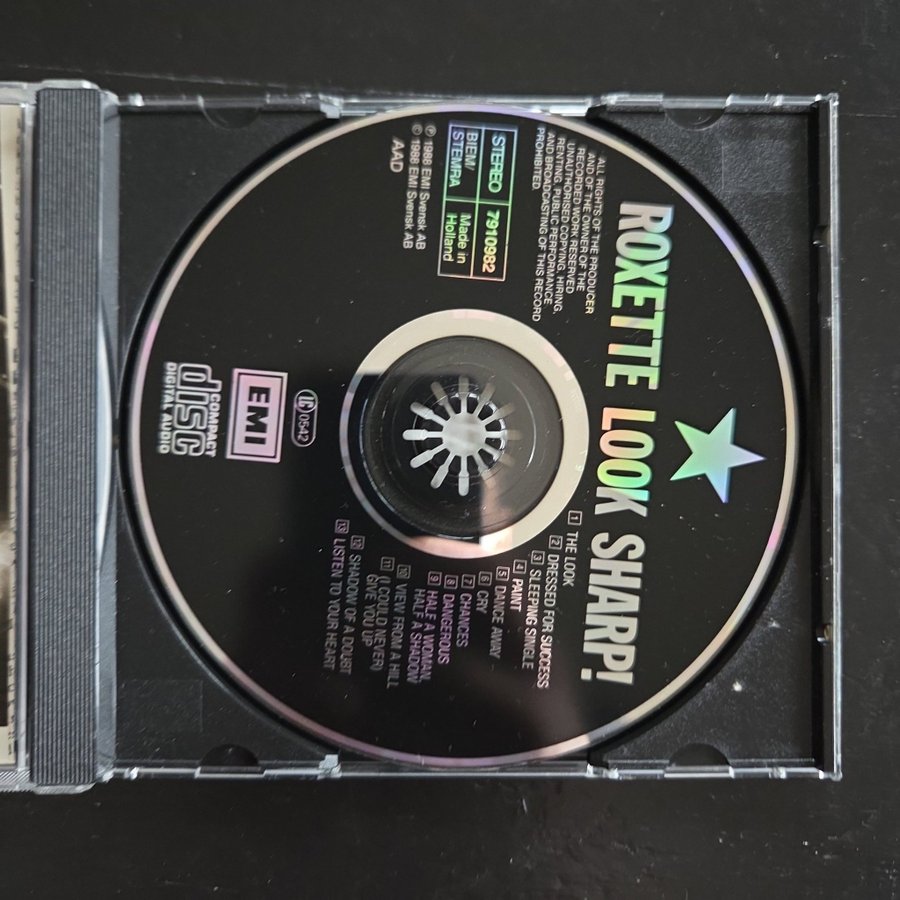 ROXETTE LOOK SHARP!
ALL RIGHTS OF THE PRODUCER
AND OF THE OWNER OF THE
RECORDED WORK RESERVED
UNAUTHORISED COPYING, HIRING,
RENTING, PUBLIC PERFORMANCE
AND BROADCASTING OF THIS RECORD
PROHIBITED.
STEREO 7910982
BIEM/
STEMRA
Made in
Holland
℗ 1988 EMI Svensk AB
© 1988 EMI Svensk AB
AAD
1 THE LOOK
2 DRESSED FOR SUCCESS
3 SLEEPING SINGLE
4 PAINT
5 DANCE AWAY
6 CRY
7 CHANCES
8 DANGEROUS
9 HALF A WOMAN,
HALF A SHADOW
10 VIEW FROM A HILL
11 (I COULD NEVER)
GIVE YOU UP
12 SHADOW OF A DOUBT
13 LISTEN TO YOUR HEART
LC 0542
EMI
COMPACT
disc
DIGITAL AUDIO